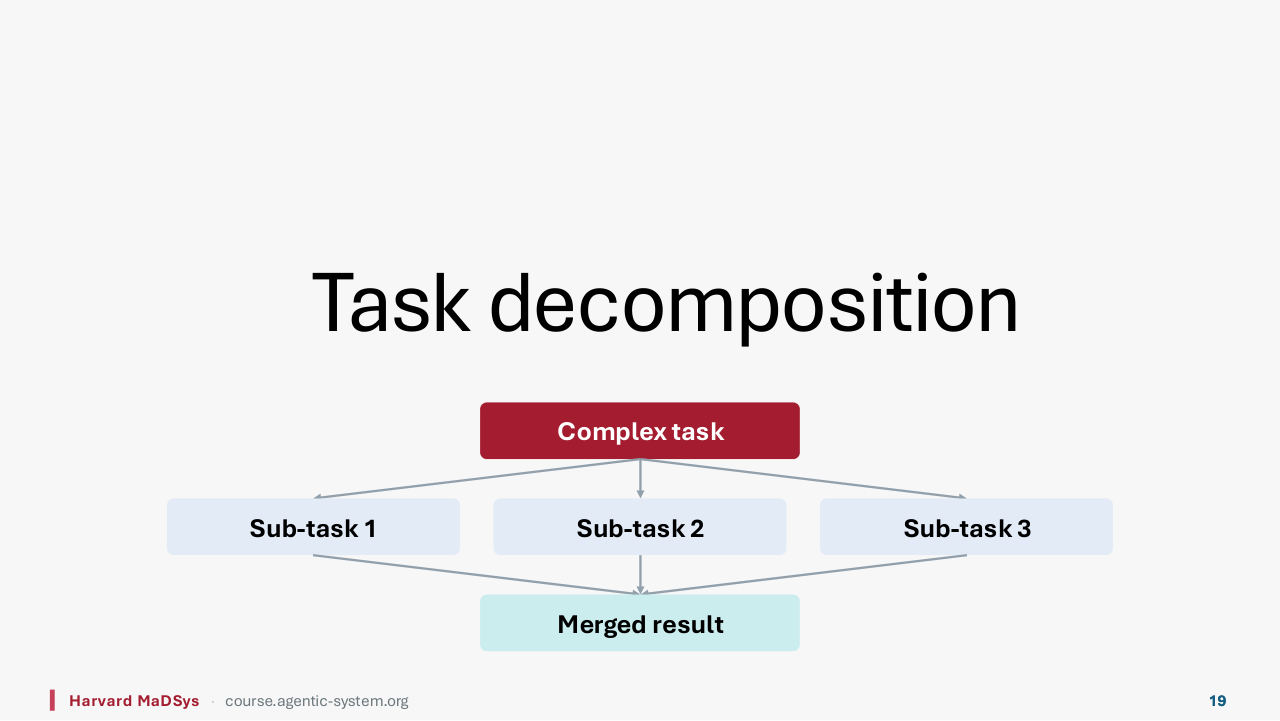 Task decomposition
Complex task
Sub-task 1
Sub-task 2
Sub-task 3
Merged result
Harvard MaDSys · course.agentic-system.org
19